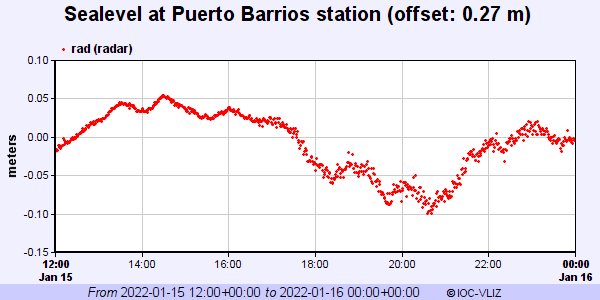 Sealevel at Puerto Barrios station (offset: 0.27 m)
rad (radar)
meters
0.10
0.05
0.00
-0.05
-0.10
-0.15
12:00 14:00 16:00 18:00 20:00 22:00 00:00
Jan 15 Jan 16
From 2022-01-15 12:00+00:00 to 2022-01-16 00:00+00:00 © IOC-VLIZ